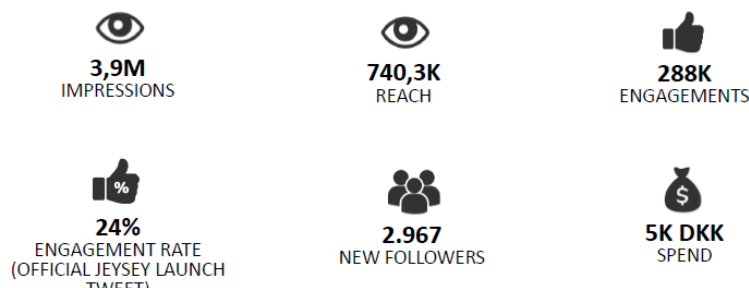 3,9M
IMPRESSIONS
740,3K
REACH
288K
ENGAGEMENTS
%
24%
ENGAGEMENT RATE
(OFFICIAL JEYSEY LAUNCH
TWEET)
2.967
NEW FOLLOWERS
$
5K DKK
SPEND